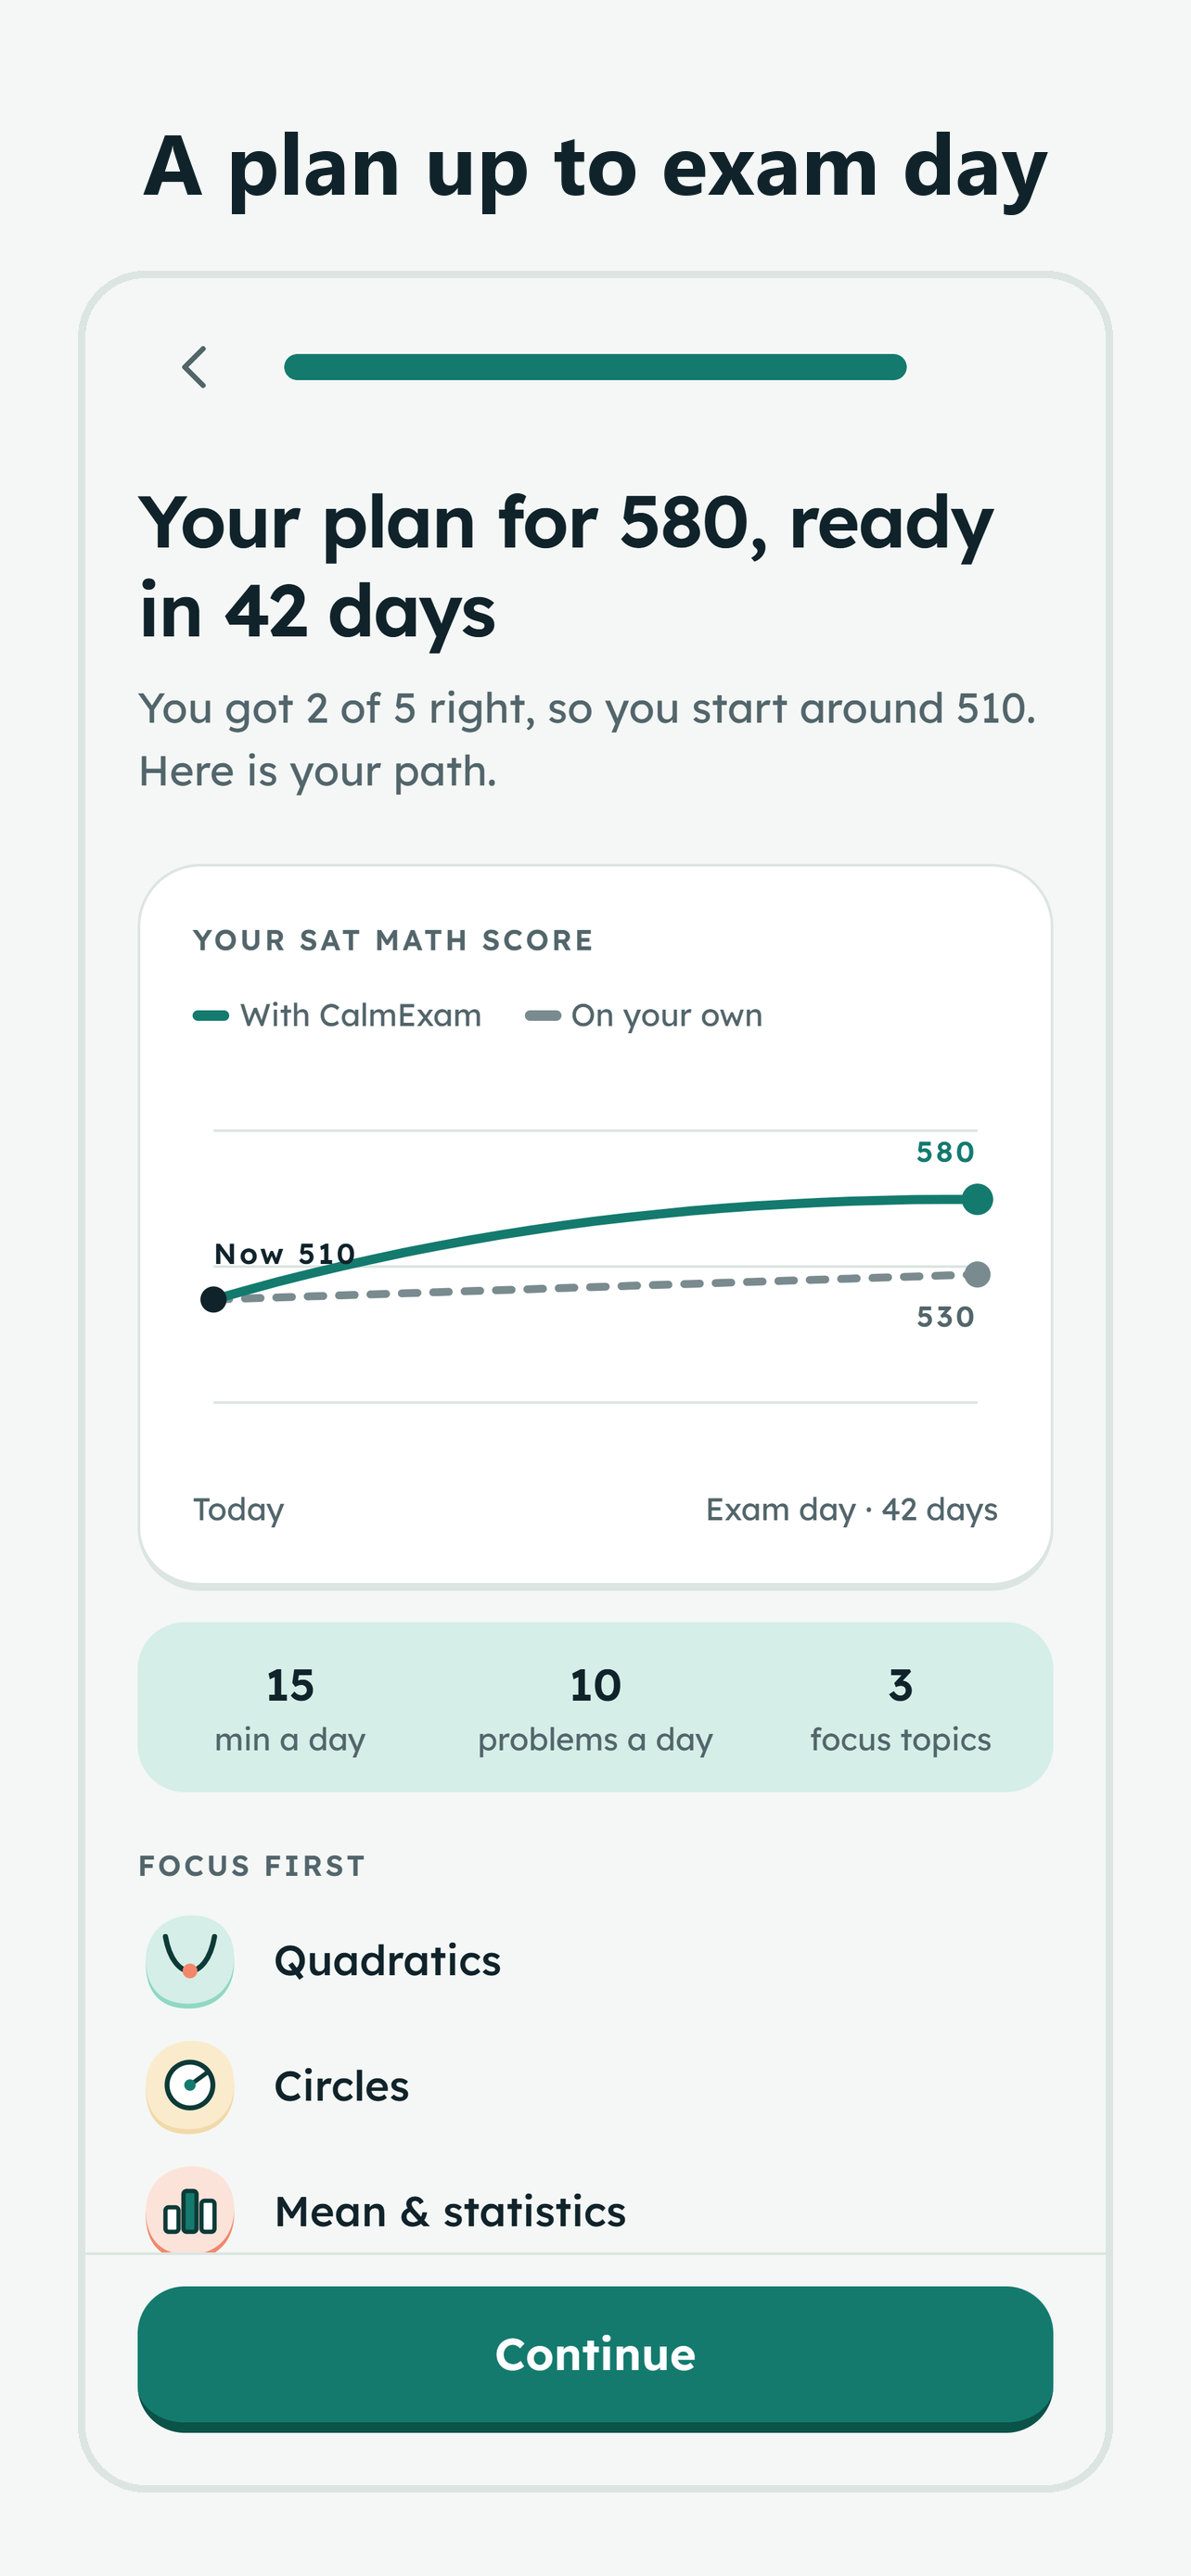 A plan up to exam day
Your plan for 580, ready
in 42 days
You got 2 of 5 right, so you start around 510.
Here is your path.
YOUR SAT MATH SCORE
With CalmExam On your own
580
Now 510
530
Today Exam day · 42 days
15 10 3
min a day problems a day focus topics
FOCUS FIRST
Quadratics
Circles
Mean & statistics
Continue